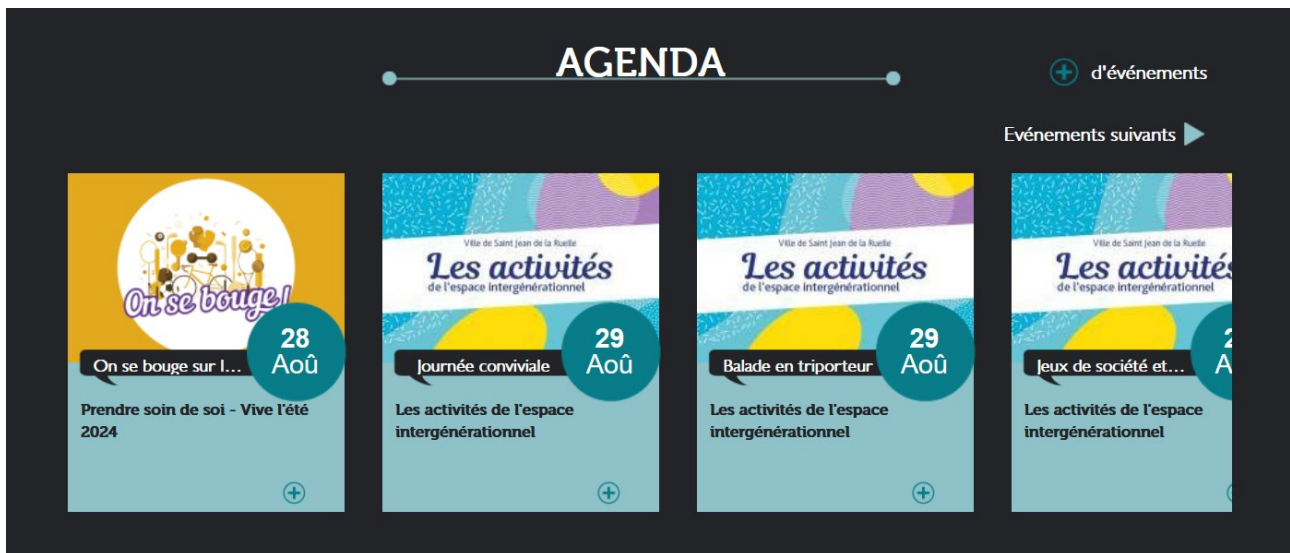 AGENDA
d'événements
Evénements suivants
On se bouge !
28
Aoû
On se bouge sur l...
Prendre soin de soi - Vive l'été
2024
Ville de Saint Jean de la Ruelle
Les activités
de l'espace intergénérationnel
29
Aoû
Journée conviviale
Les activités de l'espace
intergénérationnel
Ville de Saint Jean de la Ruelle
Les activités
de l'espace intergénérationnel
29
Aoû
Balade en triporteur
Les activités de l'espace
intergénérationnel
Ville de Saint Jean de la Ruelle
Les activités
de l'espace intergénérationnel
2
A
Jeux de société et...
Les activités de l'espace
intergénérationnel